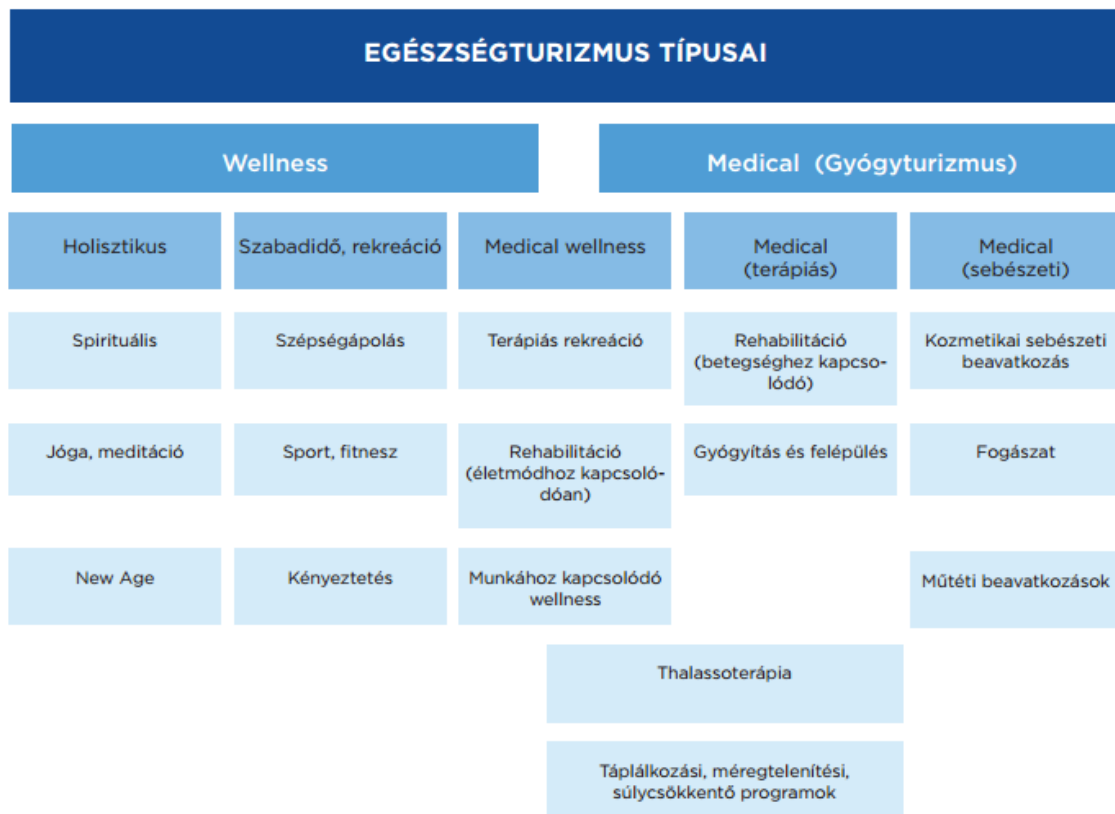 EGÉSZSÉGTURIZMUS TÍPUSAI
Wellness
Medical (Gyógyturizmus)
Holisztikus
Szabadidő, rekreáció
Medical wellness
Medical
(terápiás)
Medical
(sebészeti)
Spirituális
Szépségápolás
Terápiás rekreáció
Rehabilitáció
(betegséghez kapcso-
lódó)
Kozmetikai sebészeti
beavatkozás
Jóga, meditáció
Sport, fitnesz
Rehabilitáció
(életmódhoz kapcsoló-
dóan)
Gyógyítás és felépülés
Fogászat
New Age
Kényeztetés
Munkához kapcsolódó
wellness
Műtéti beavatkozások
Thalassoterápia
Táplálkozási, méregtelenítési,
súlycsökkentő programok